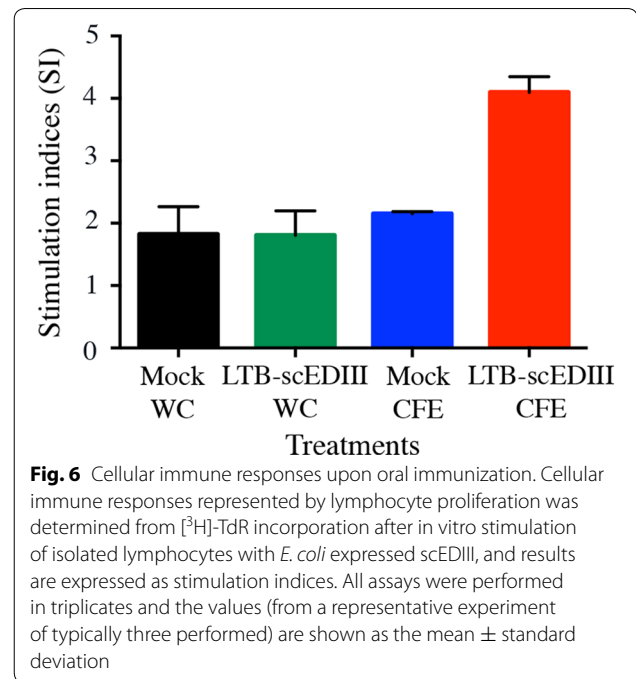 5
4
3
2
1
0
Stimulation indices (SI)
Mock LTB-scEDIII Mock LTB-scEDIII
WC WC CFE CFE
Treatments
Fig. 6 Cellular immune responses upon oral immunization. Cellular
immune responses represented by lymphocyte proliferation was
determined from [³H]-TdR incorporation after in vitro stimulation
of isolated lymphocytes with E. coli expressed scEDIII, and results
are expressed as stimulation indices. All assays were performed
in triplicates and the values (from a representative experiment
of typically three performed) are shown as the mean ± standard
deviation